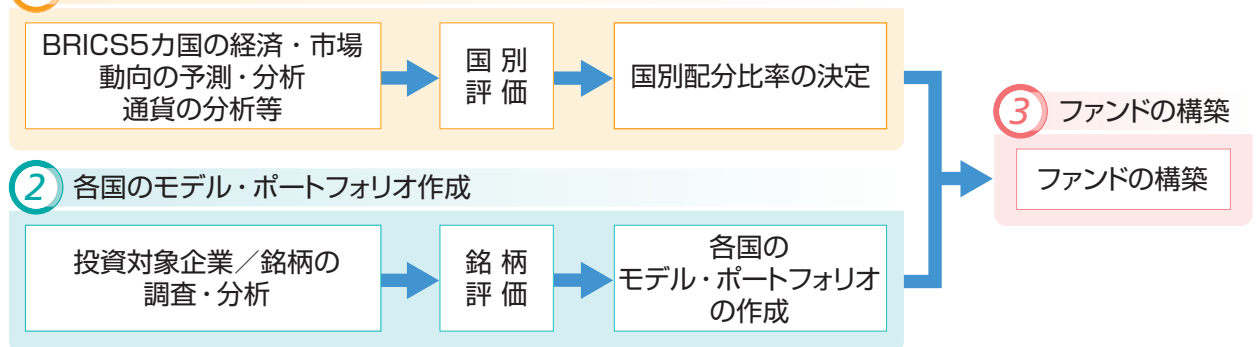 BRICS5カ国の経済・市場
動向の予測・分析
通貨の分析等
国 別
評 価
国別配分比率の決定
2 各国のモデル・ポートフォリオ作成
投資対象企業／銘柄の
調査・分析
銘 柄
評 価
各国の
モデル・ポートフォリオ
の作成
3 ファンドの構築
ファンドの構築